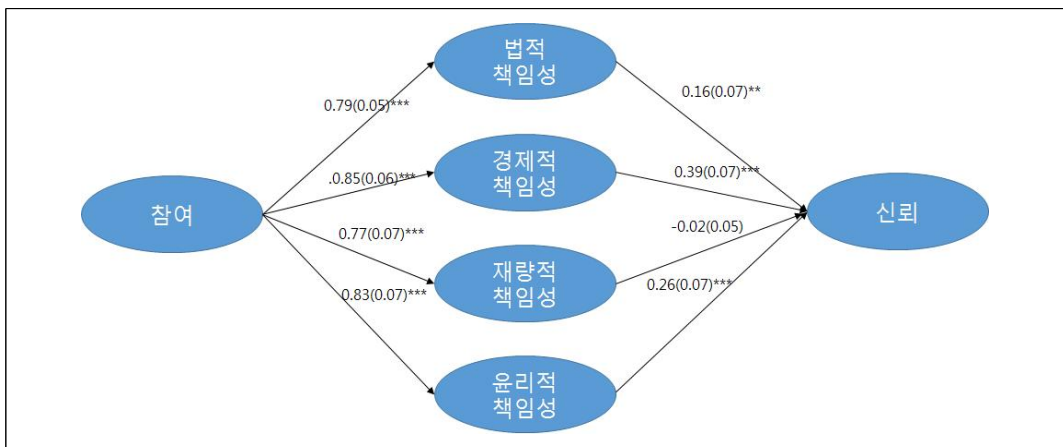 법적
책임성
0.79(0.05)***
0.16(0.07)**
경제적
책임성
.0.85(0.06)***
0.39(0.07)***
참여
신뢰
-0.02(0.05)
0.77(0.07)***
재량적
책임성
0.26(0.07)***
0.83(0.07)***
윤리적
책임성